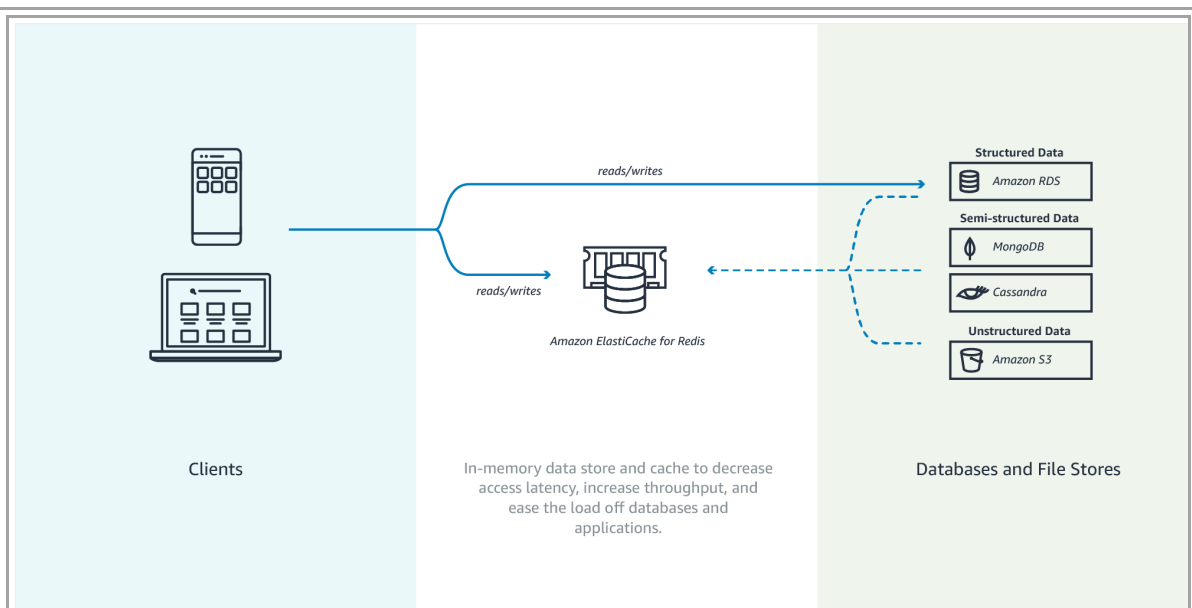 reads/writes
reads/writes
Amazon ElastiCache for Redis
Structured Data
Amazon RDS
Semi-structured Data
MongoDB
Cassandra
Unstructured Data
Amazon S3
Clients
In-memory data store and cache to decrease
access latency, increase throughput, and
ease the load off databases and
applications.
Databases and File Stores